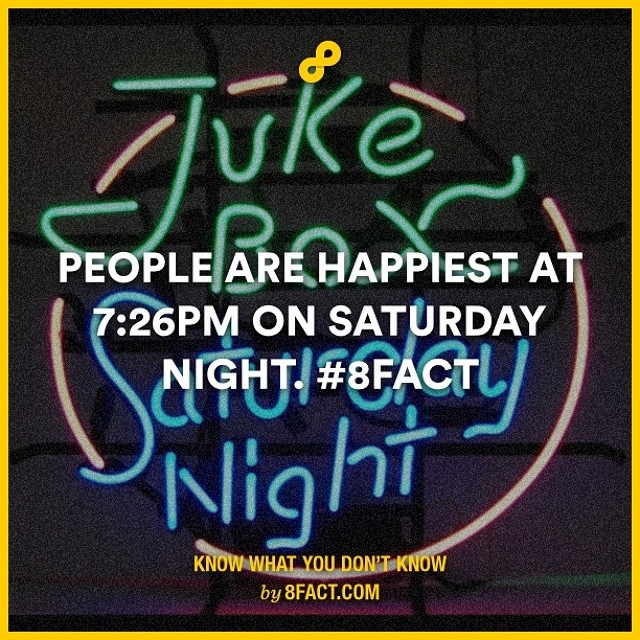 Juke
Box
PEOPLE ARE HAPPIEST AT
7:26PM ON SATURDAY
NIGHT. #8FACT
Saturday
Night
KNOW WHAT YOU DON'T KNOW
by 8FACT.COM